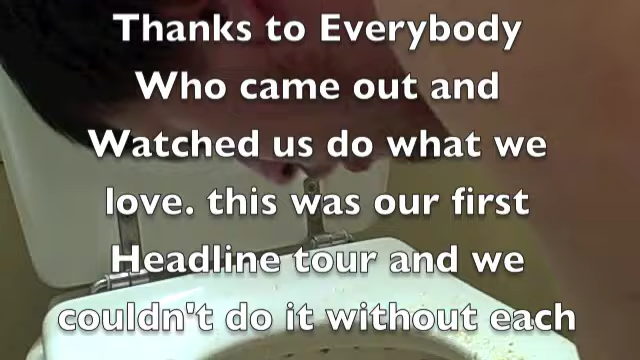 Thanks to Everybody
Who came out and
Watched us do what we
love. this was our first
Headline tour and we
couldn't do it without each